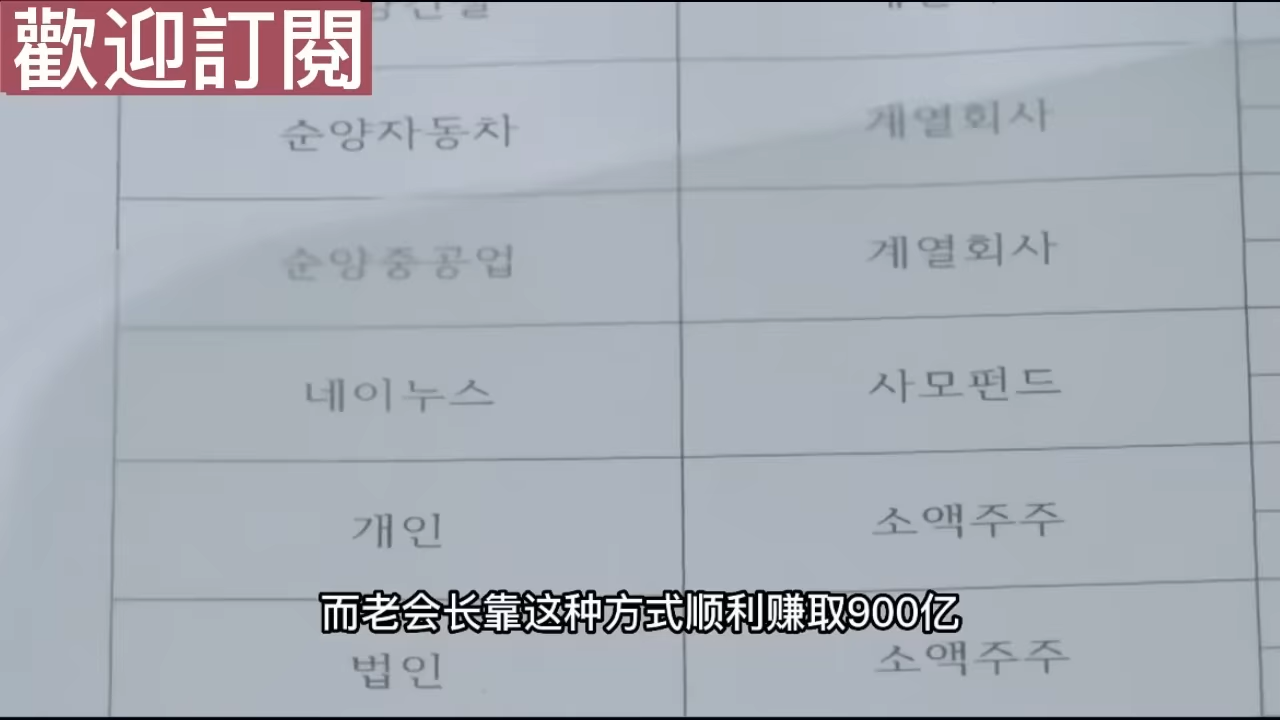 歡迎訂閱
순양자동차 계열회사
순양중공업 계열회사
네이누스 사모펀드
개인 소액주주
而老会长靠这种方式顺利赚取900亿
법인 소액주주